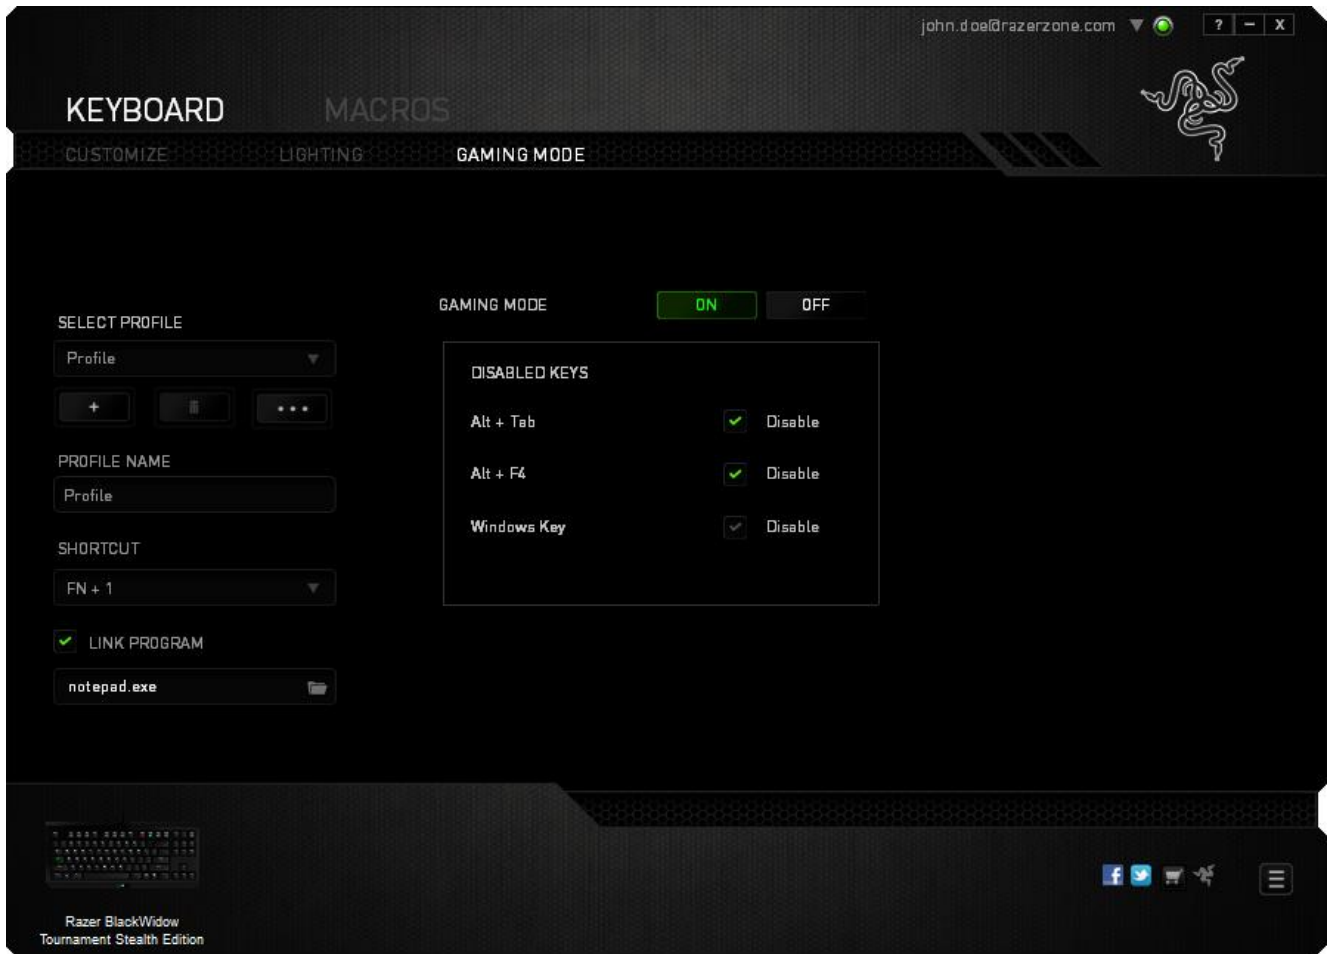 john.doe@razerzone.com
? – X
KEYBOARD MACROS
CUSTOMIZE LIGHTING GAMING MODE
GAMING MODE ON OFF
SELECT PROFILE
Profile
+ •••
PROFILE NAME
Profile
SHORTCUT
FN + 1
LINK PROGRAM
notepad.exe
DISABLED KEYS
Alt + Tab Disable
Alt + F4 Disable
Windows Key Disable
Razer BlackWidow
Tournament Stealth Edition